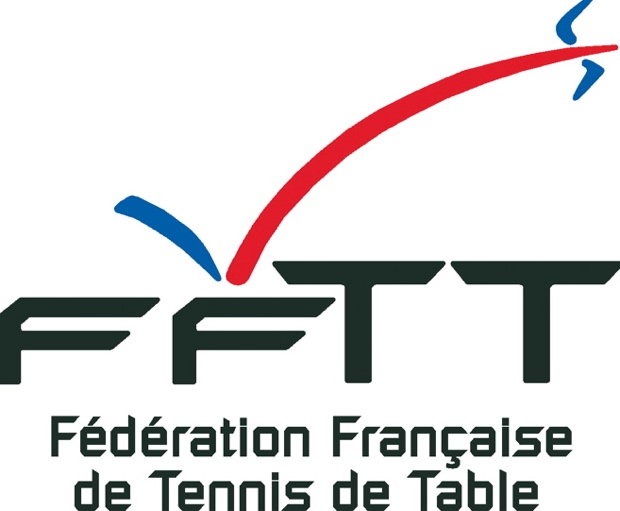 FFTT
Fédération Française
de Tennis de Table